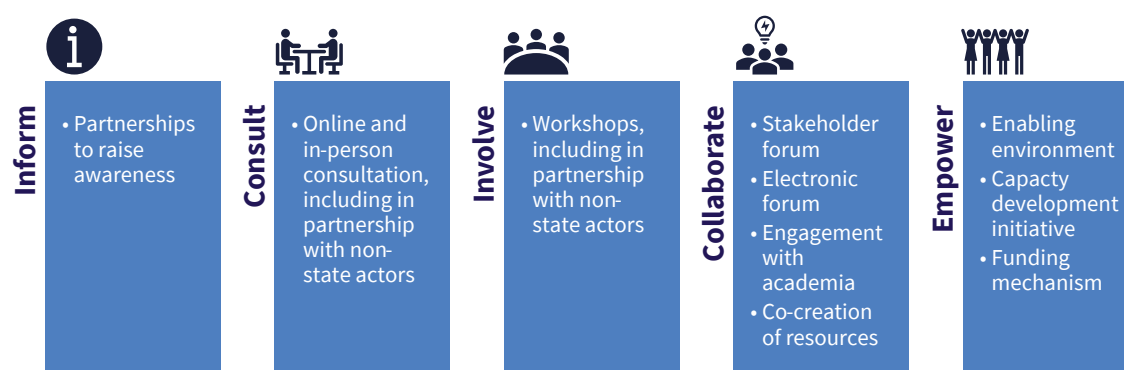 Inform
• Partnerships
to raise
awareness
Consult
• Online and
in-person
consultation,
including in
partnership
with non-
state actors
Involve
• Workshops,
including in
partnership
with non-
state actors
Collaborate
• Stakeholder
forum
• Electronic
forum
• Engagement
with
academia
• Co-creation
of resources
Empower
• Enabling
environment
• Capacty
development
initiative
• Funding
mechanism